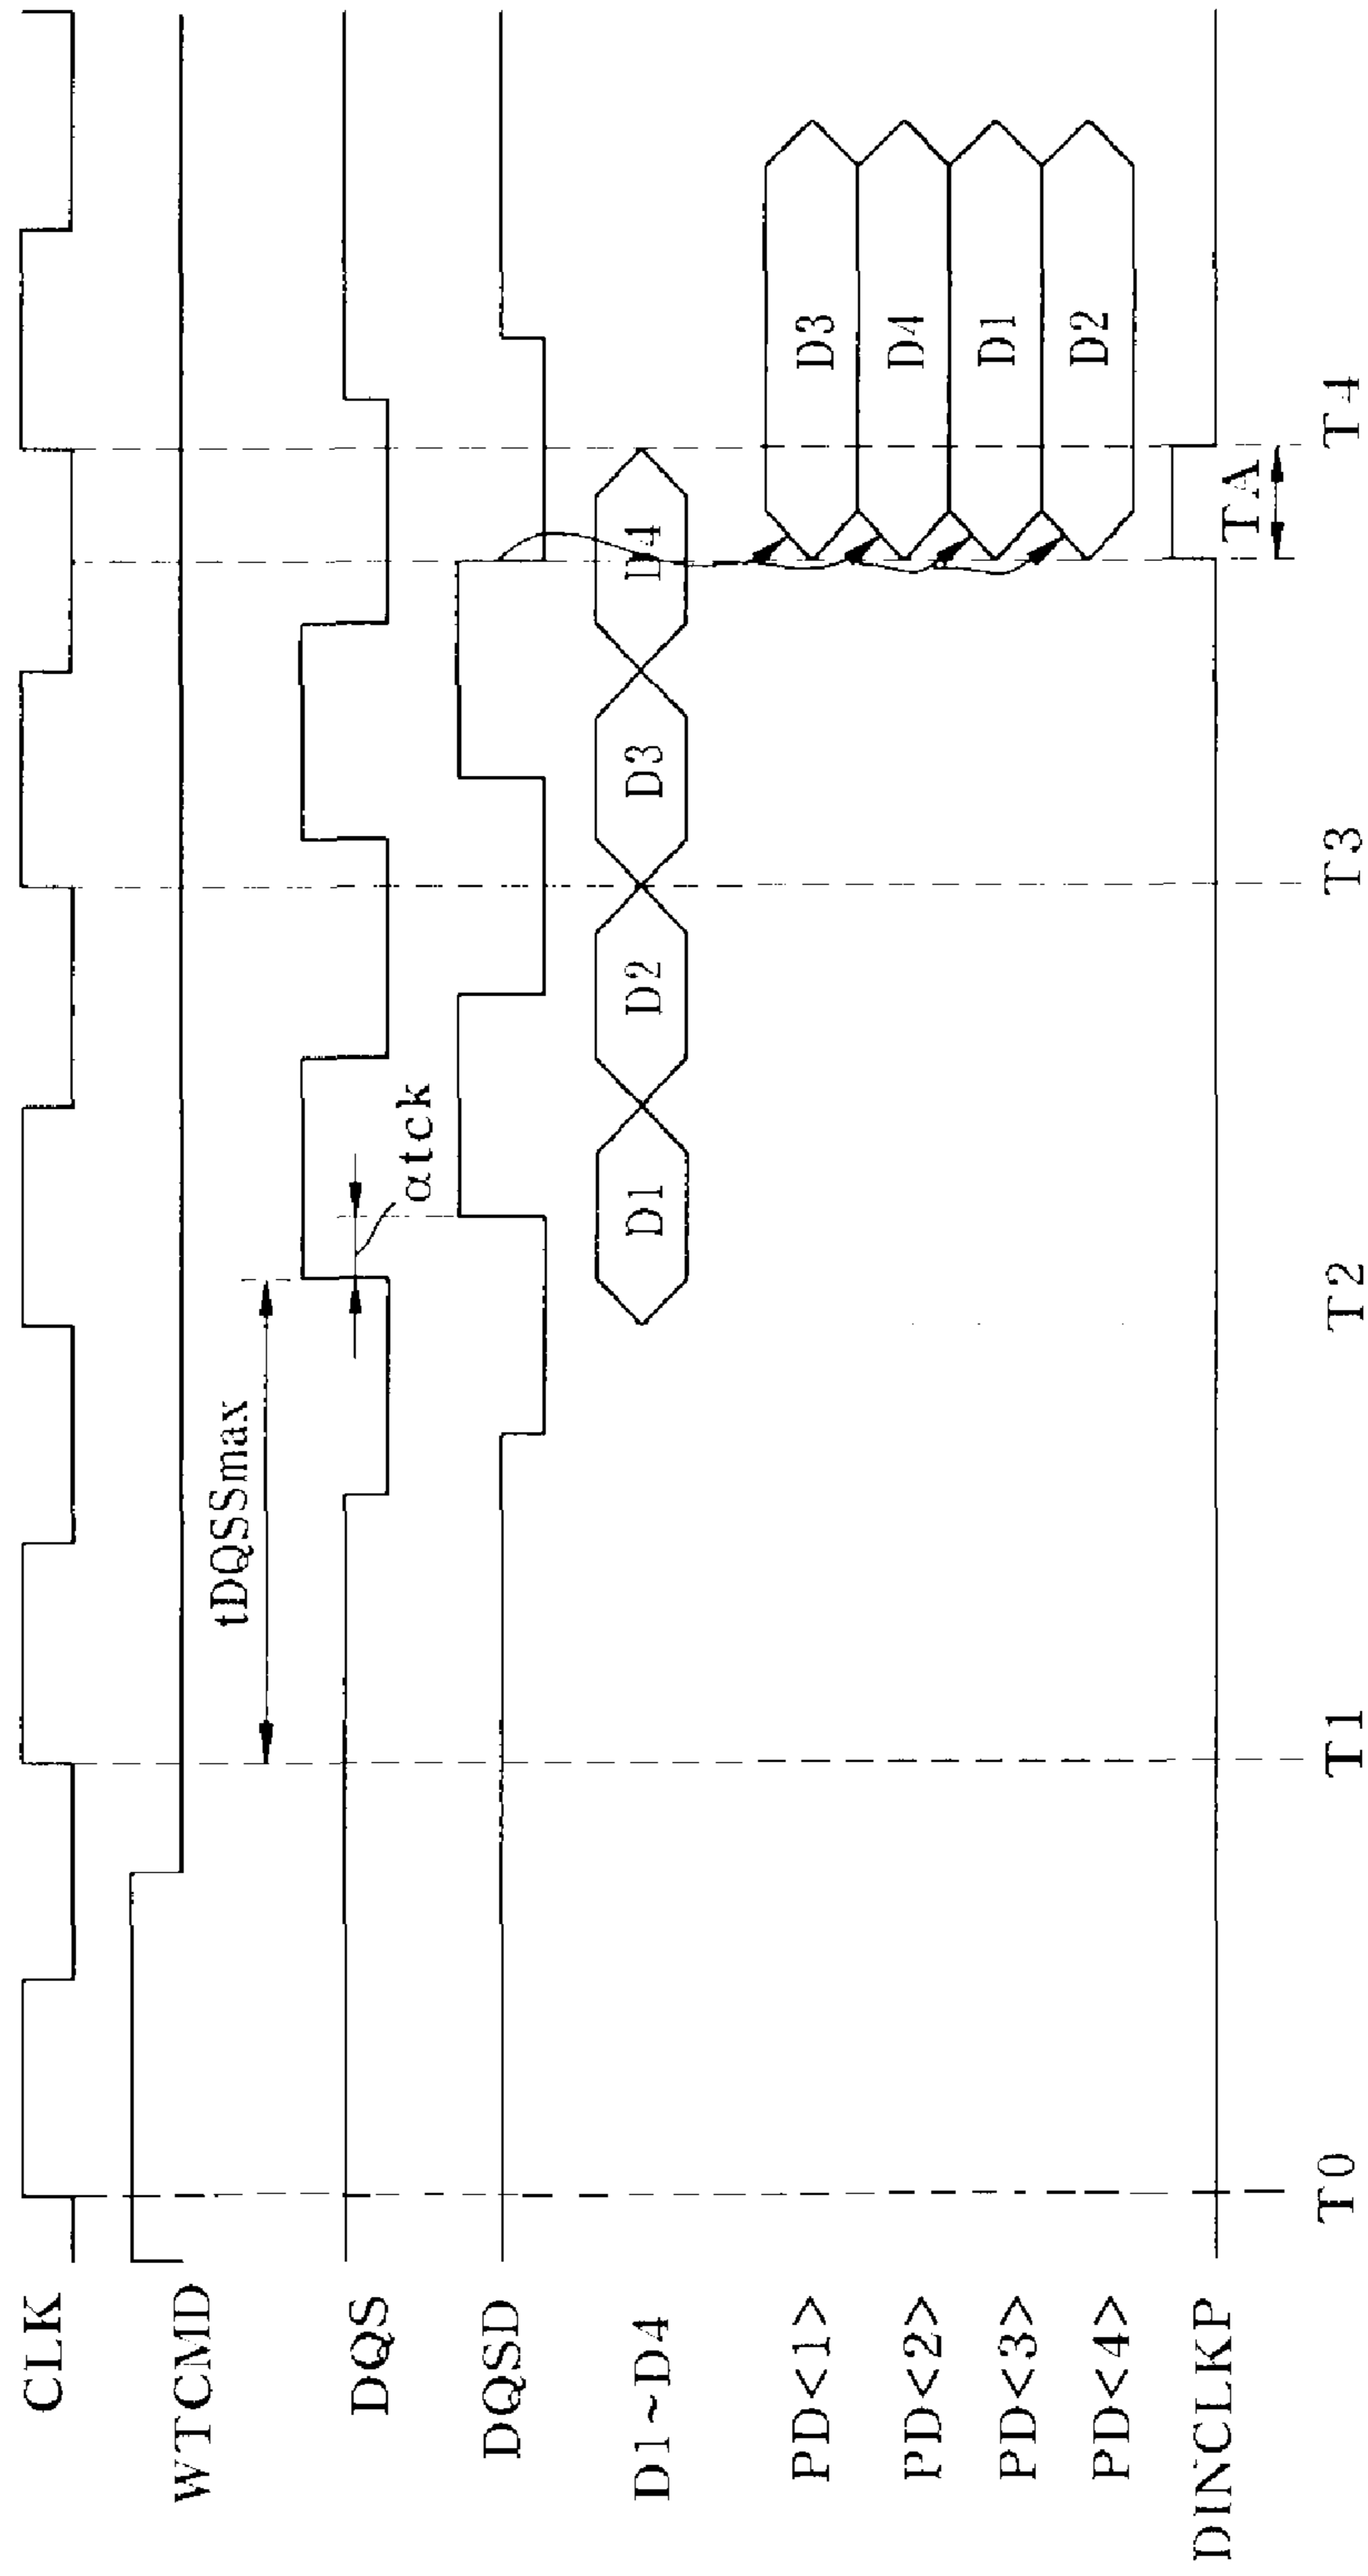 CLK
WTCMD
tDQSSmax
DQS
αtck
DQSD
D1~D4
D1
D2
D3
D4
PD<1>
D3
PD<2>
D4
PD<3>
D1
PD<4>
D2
DINCLKP
TA
T0
T1
T2
T3
T4